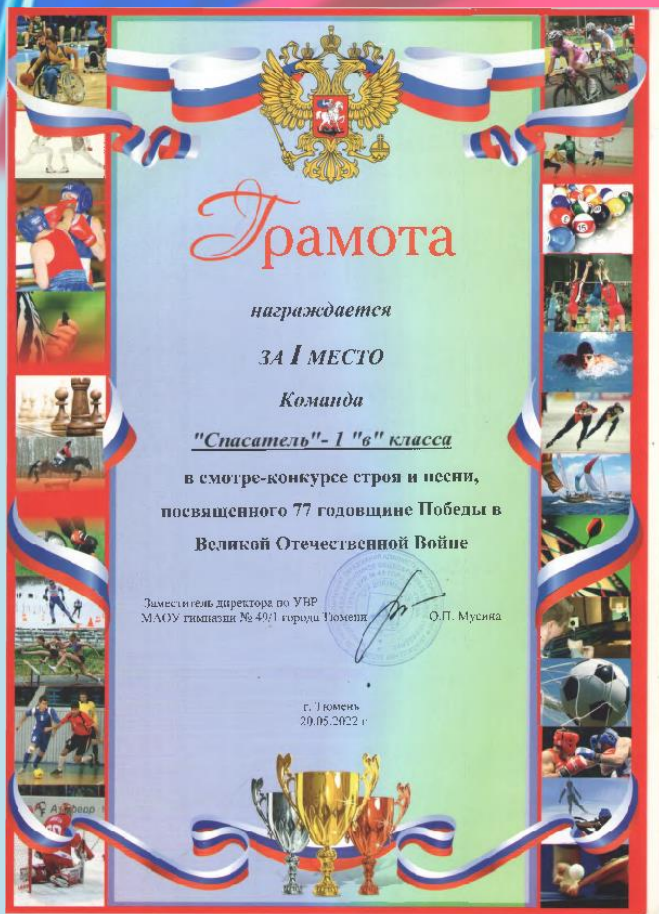 Грамота
награждается
ЗА I МЕСТО
Команда
"Спасатель"- 1 "в" класса
в смотре-конкурсе строя и песни,
посвященного 77 годовщине Победы в
Великой Отечественной Войне
Заместитель директора по УВР
МАОУ гимназии № 49/1 города Тюмени О.П. Мусина
г. Тюмень
20.05.2022 г